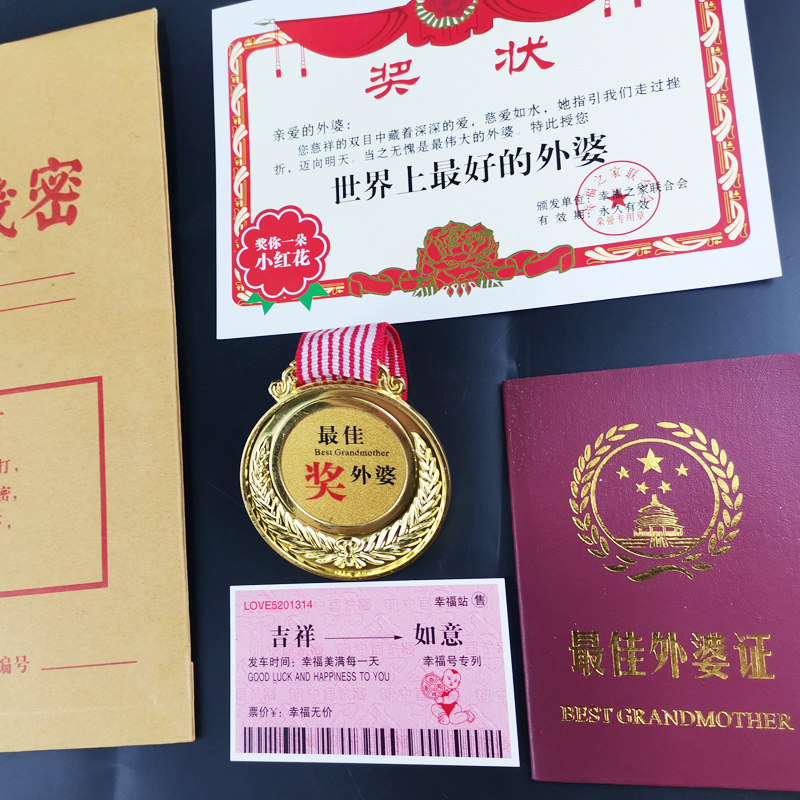 密
打,
密,
编号
奖 状
亲爱的外婆:
您慈祥的双目中藏着深深的爱,慈爱如水,她指引我们走过挫
折,迈向明天。当之无愧是最伟大的外婆。特此授您
世界上最好的外婆
颁发单位:幸福之家联合会
有 效 期:永久有效
荣誉专用章
奖你一朵
小红花
最佳
Best Grandmother
奖外婆
LOVE5201314
幸福站 售
吉祥 如意
发车时间:幸福美满每一天 幸福号专列
GOOD LUCK AND HAPPINESS TO YOU
票价¥:幸福无价
最佳外婆证
BEST GRANDMOTHER